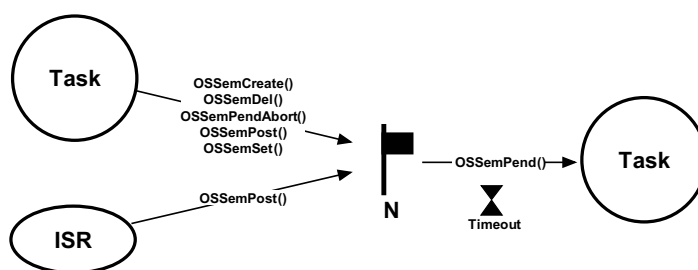 Task
OSSemCreate()
OSSemDel()
OSSemPendAbort()
OSSemPost()
OSSemSet()
OSSemPend()
Task
OSSemPost()
N
Timeout
ISR